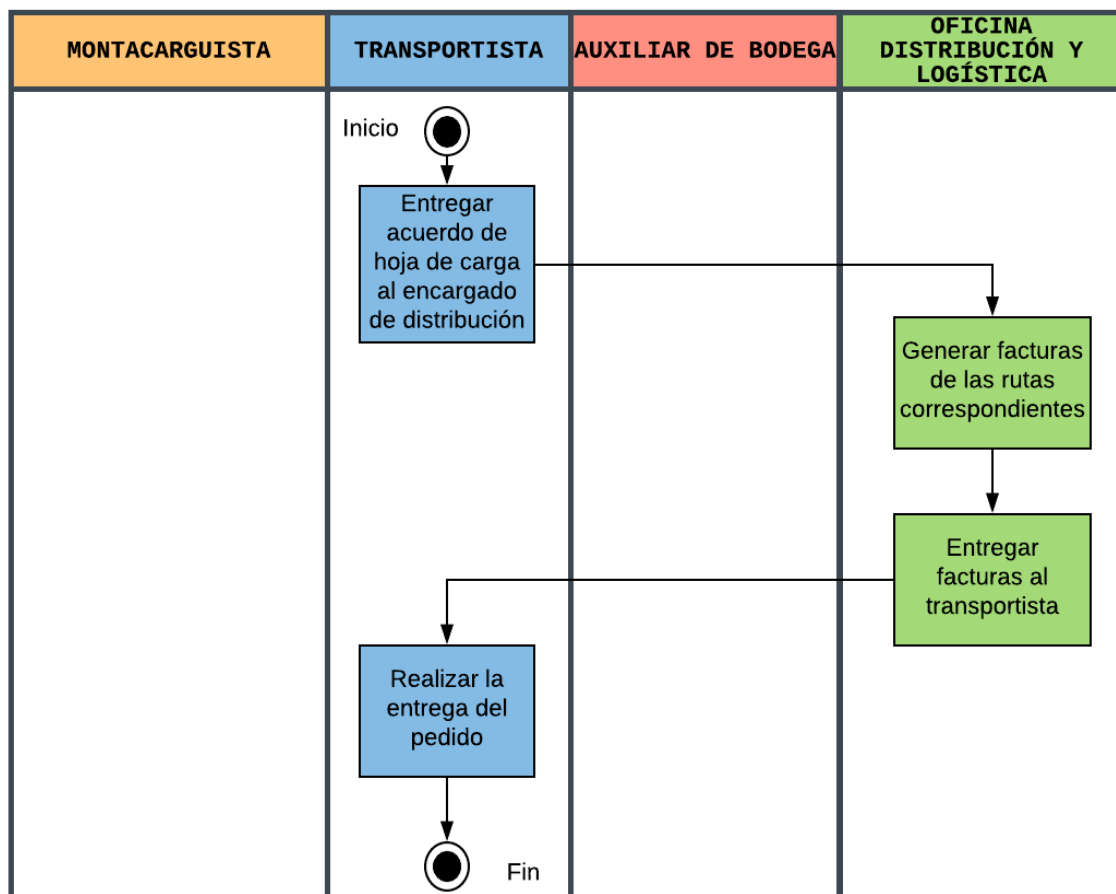 MONTACARGUISTA
TRANSPORTISTA
AUXILIAR DE BODEGA
OFICINA
DISTRIBUCIÓN Y
LOGÍSTICA
Inicio
Entregar
acuerdo de
hoja de carga
al encargado
de distribución
Generar facturas
de las rutas
correspondientes
Entregar
facturas al
transportista
Realizar la
entrega del
pedido
Fin